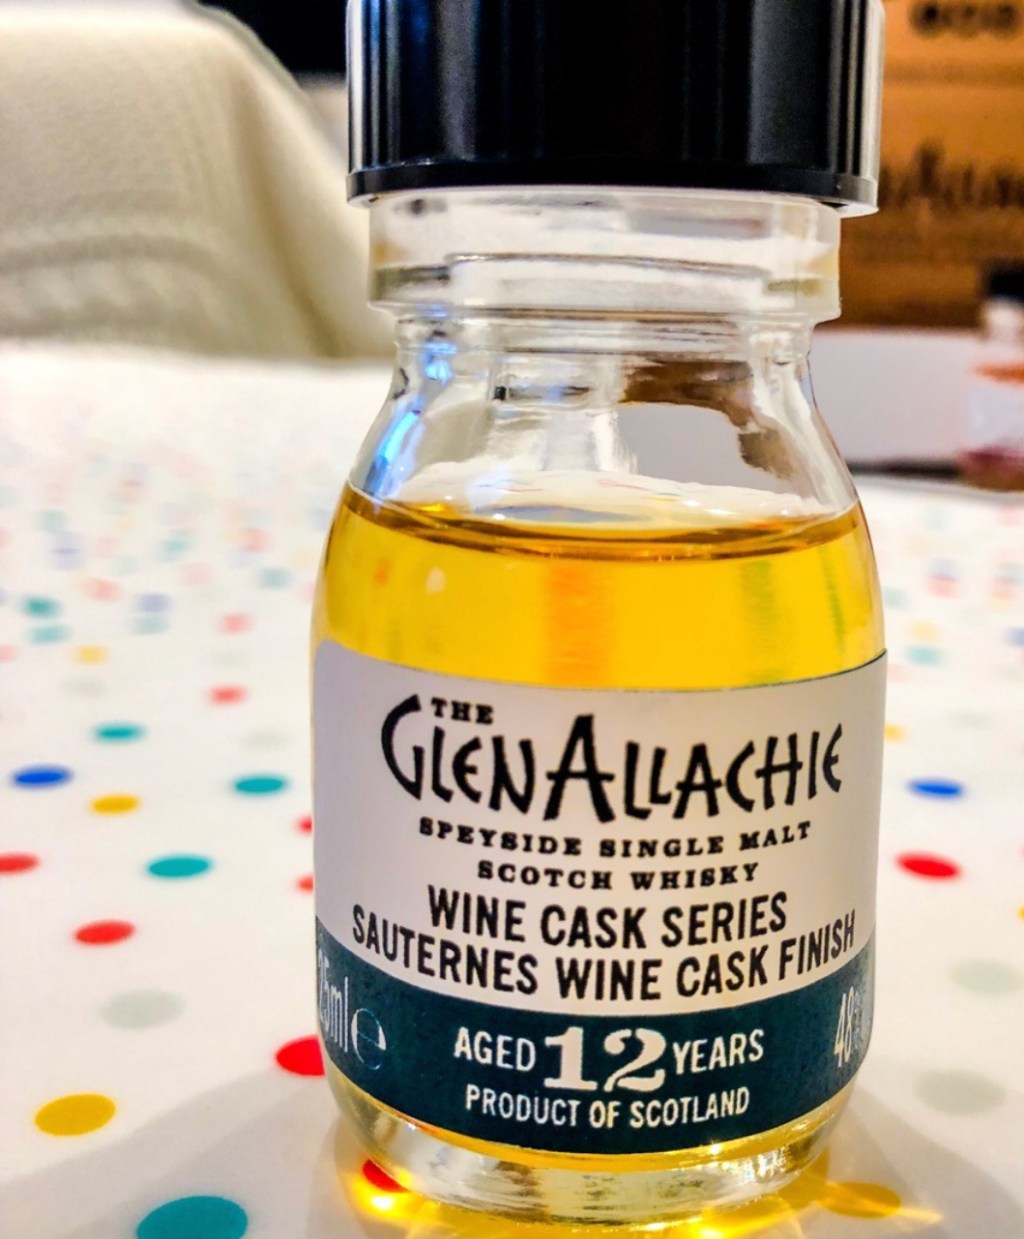 THE
GLENALLACHIE
SPEYSIDE SINGLE MALT
SCOTCH WHISKY
WINE CASK SERIES
SAUTERNES WINE CASK FINISH
AGED 12 YEARS
PRODUCT OF SCOTLAND